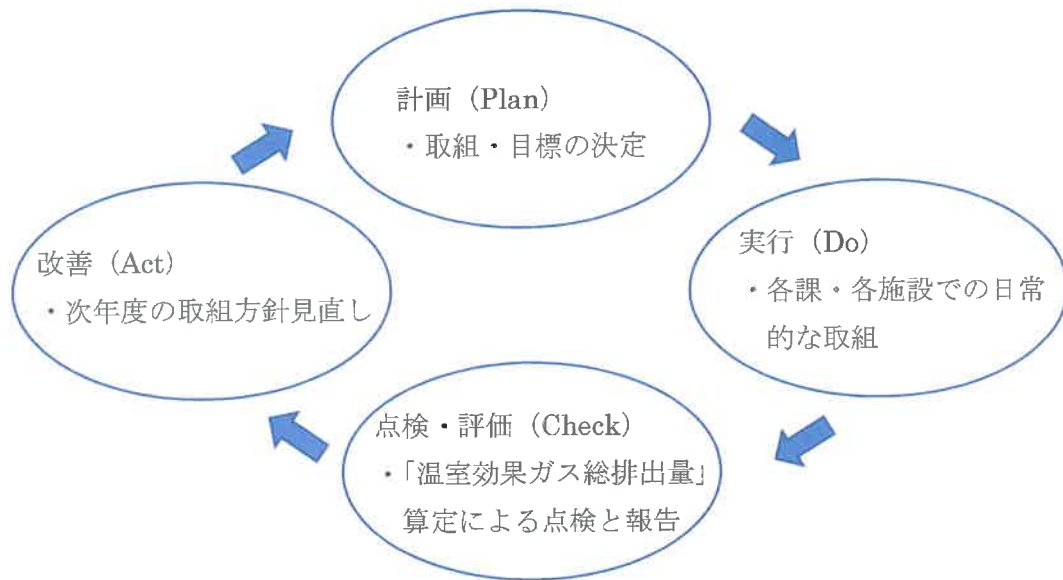 計画（Plan）
・取組・目標の決定
実行（Do）
・各課・各施設での日常
的な取組
点検・評価（Check）
・「温室効果ガス総排出量」
算定による点検と報告
改善（Act）
・次年度の取組方針見直し